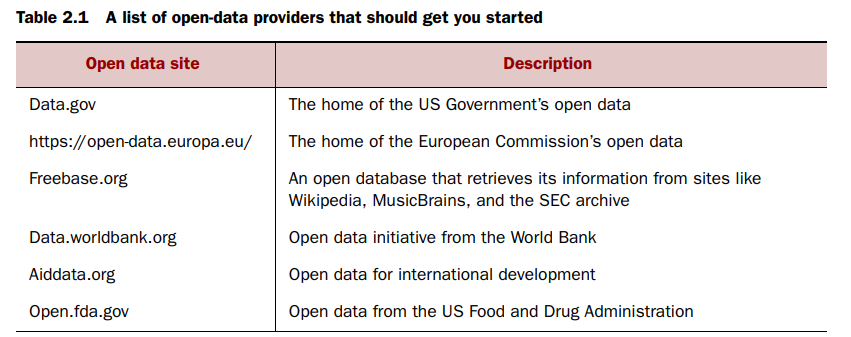 Table 2.1 A list of open-data providers that should get you started
Open data site Description
Data.gov The home of the US Government's open data
https://open-data.europa.eu/ The home of the European Commission's open data
Freebase.org An open database that retrieves its information from sites like
Wikipedia, MusicBrainz, and the SEC archive
Data.worldbank.org Open data initiative from the World Bank
Aiddata.org Open data for international development
Open.fda.gov Open data from the US Food and Drug Administration